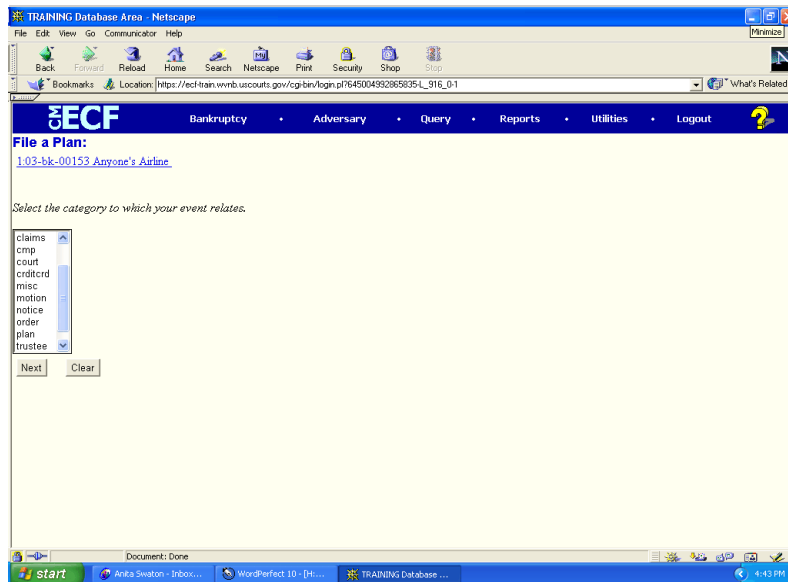 TRAINING Database Area - Netscape
File Edit View Go Communicator Help
Minimize
Back Forward Reload Home Search Netscape Print Security Shop Stop
Bookmarks Location: https://ecf-train.wvnb.uscourts.gov/cgi-bin/login.pl?645004992865835-L_916_0-1 What's Related
CM ECF Bankruptcy • Adversary • Query • Reports • Utilities • Logout ?
File a Plan:
1:03-bk-00153 Anyone's Airline
Select the category to which your event relates.
claims
cmp
court
crditcrd
misc
motion
notice
order
plan
trustee
Next Clear
Document: Done
start Anita Swaton - Inbox... WordPerfect 10 - [H:... TRAINING Database ... 4:43 PM